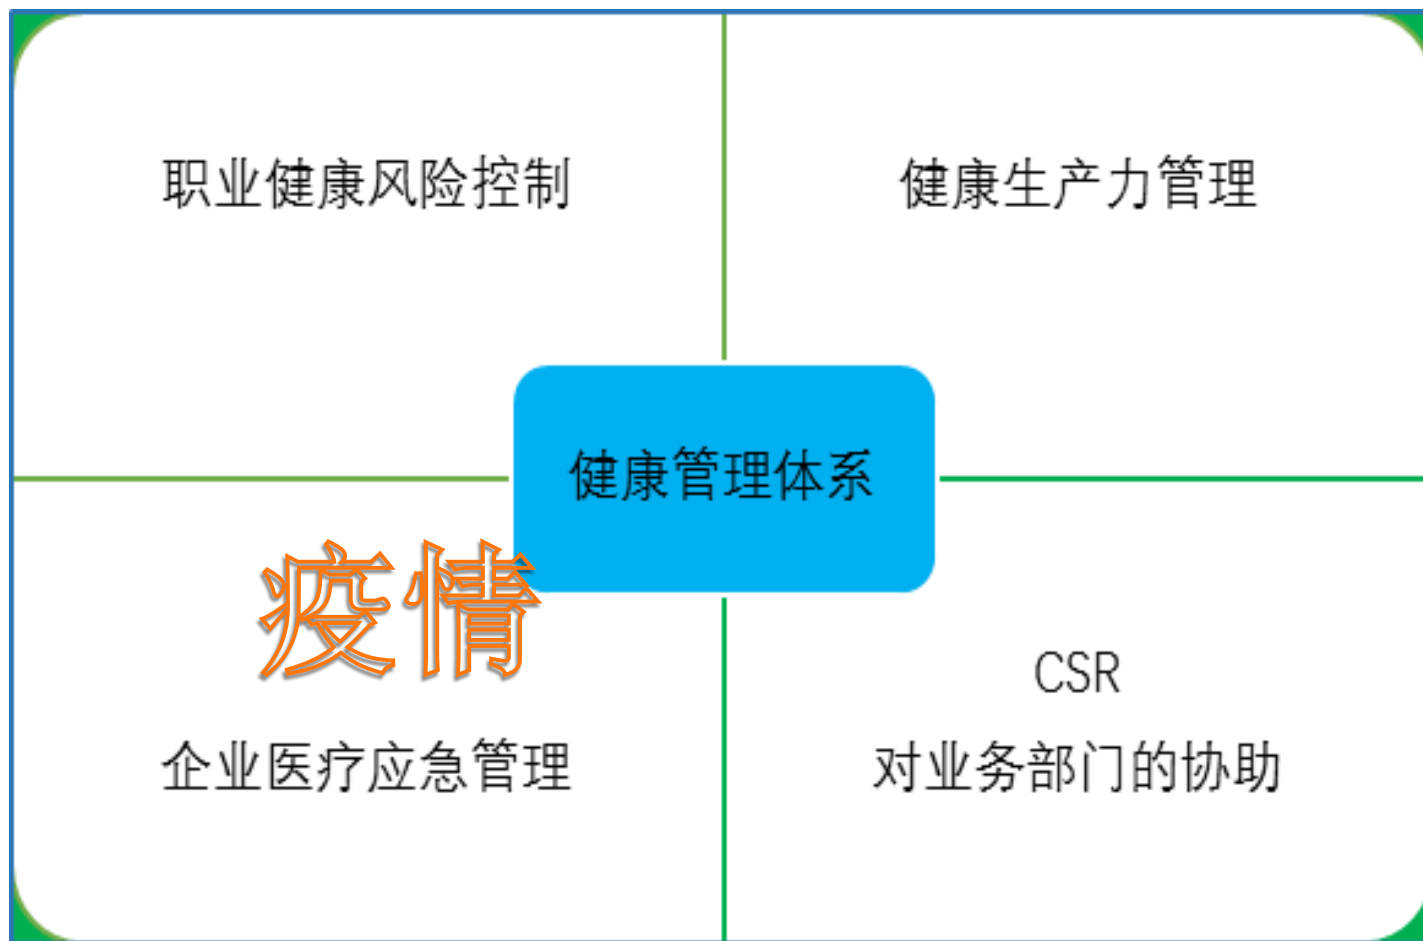 职业健康风险控制
健康生产力管理
健康管理体系
疫情
企业医疗应急管理
CSR
对业务部门的协助